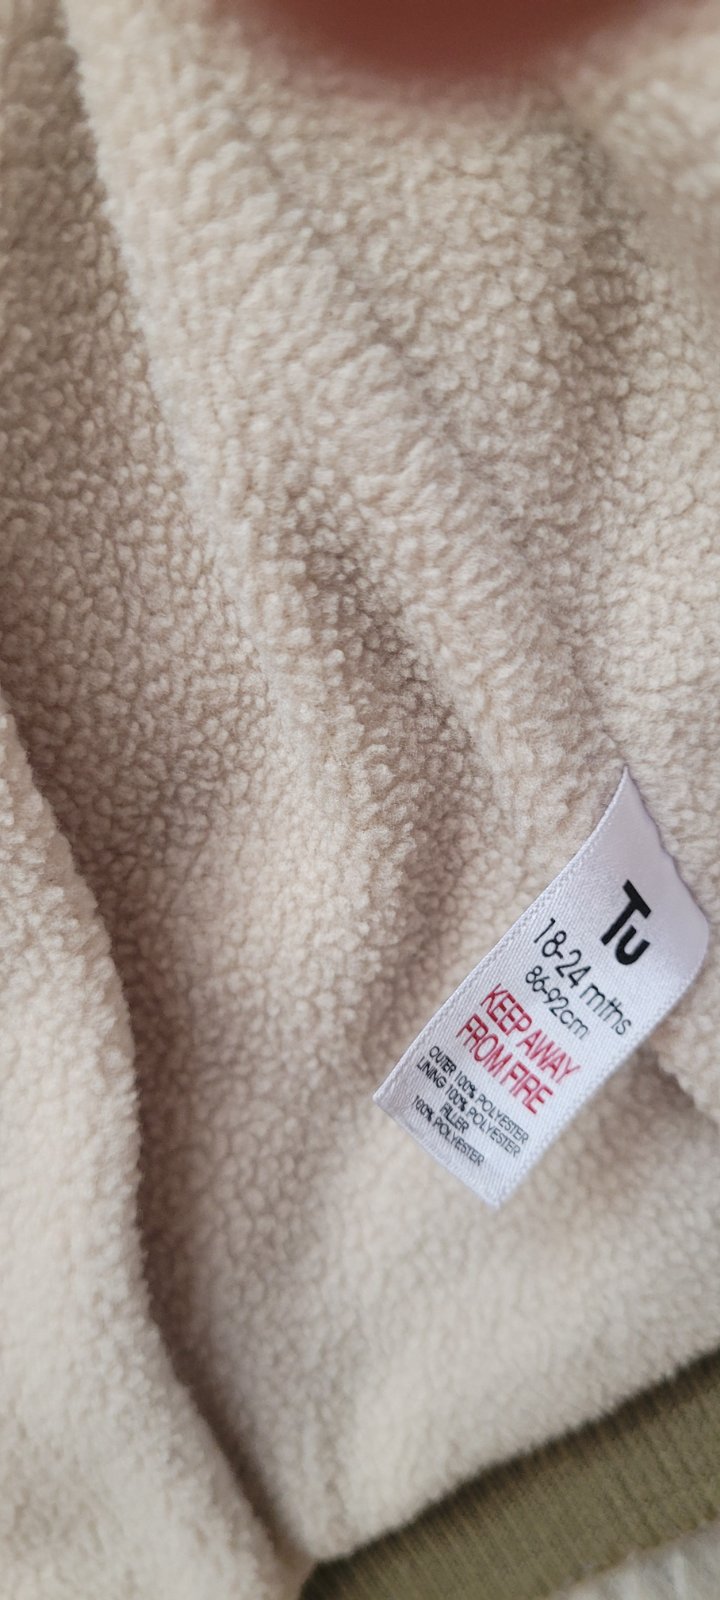 Tu
18-24 mths
86-92cm
KEEP AWAY
FROM FIRE
OUTER 100% POLYESTER
LINING 100% POLYESTER
FILLER
100% POLYESTER